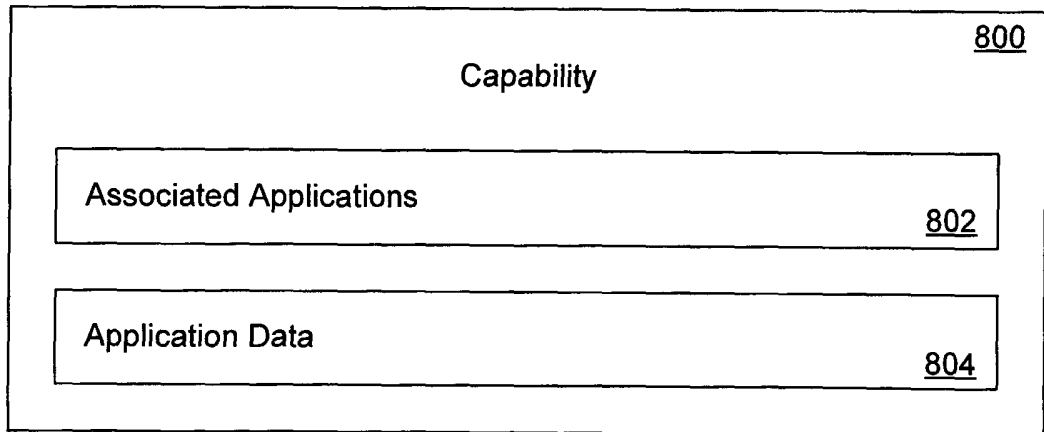 800
Capability
Associated Applications
802
Application Data
804